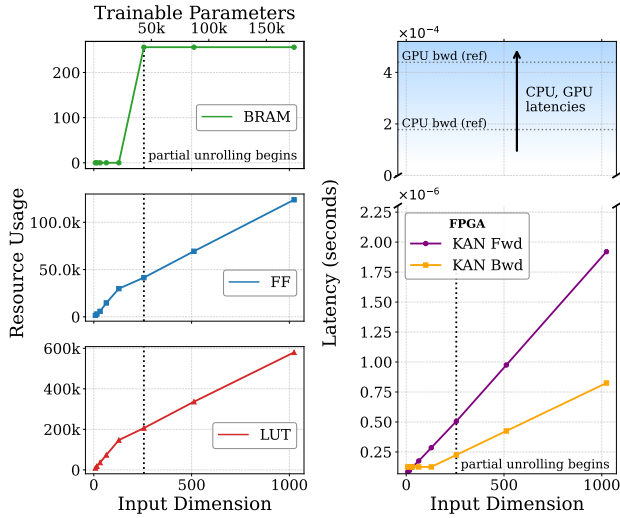 Trainable Parameters
50k 100k 150k
200
100
0
BRAM
partial unrolling begins
Resource Usage
100.0k
50.0k
0
FF
600k
400k
200k
0
LUT
0 500 1000
Input Dimension
×10⁻⁴
4
2
0
GPU bwd (ref)
CPU, GPU
latencies
CPU bwd (ref)
×10⁻⁶
Latency (seconds)
2.25
2.00
1.75
1.50
1.25
1.00
0.75
0.50
0.25
FPGA
KAN Fwd
KAN Bwd
partial unrolling begins
0 500 1000
Input Dimension